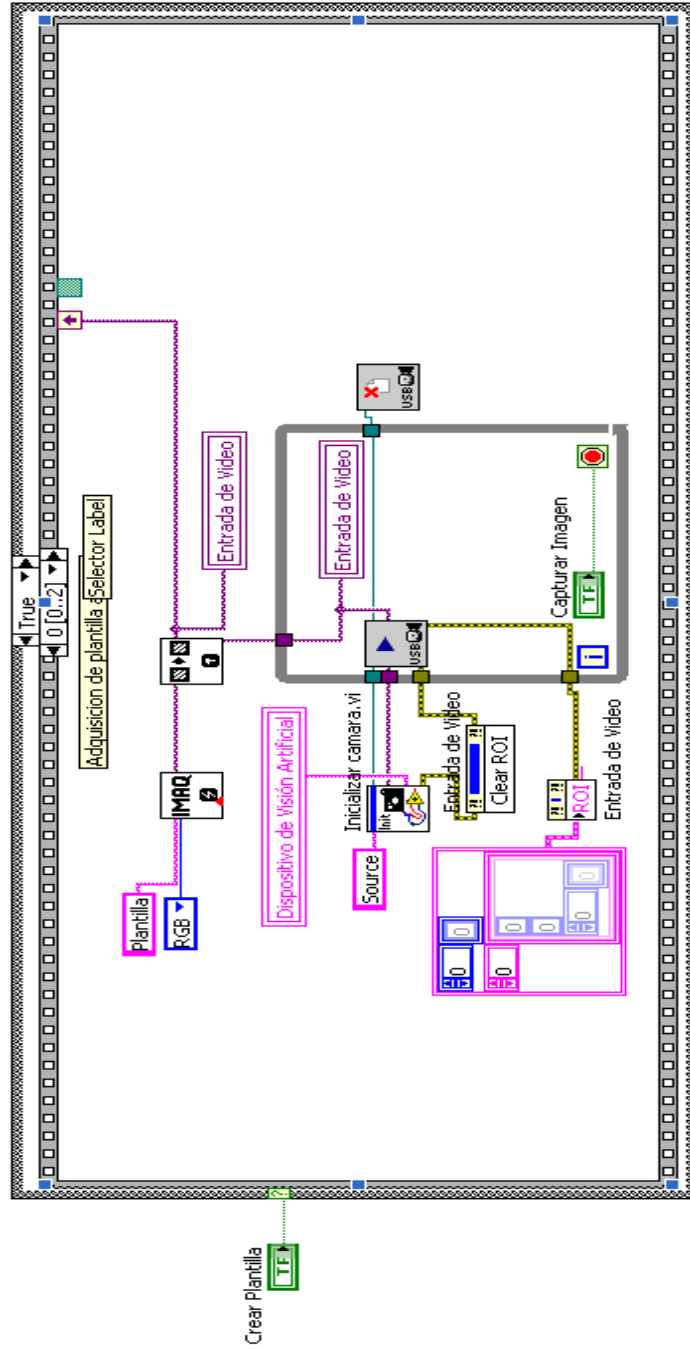 True
0 [0..2]
Adquisicion de plantilla a
Selector Label
Crear Plantilla
TF
?
Plantilla
RGB
IMAQ
Entrada de Video
Dispositivo de Visión Artificial
Source
Inicializar camara.vi
Init
Entrada de Video
Clear ROI
Entrada de Video
USB
USB
Capturar Imagen
TF
i
ROI
Entrada de Video
0
0
0
0
0
0
0
0